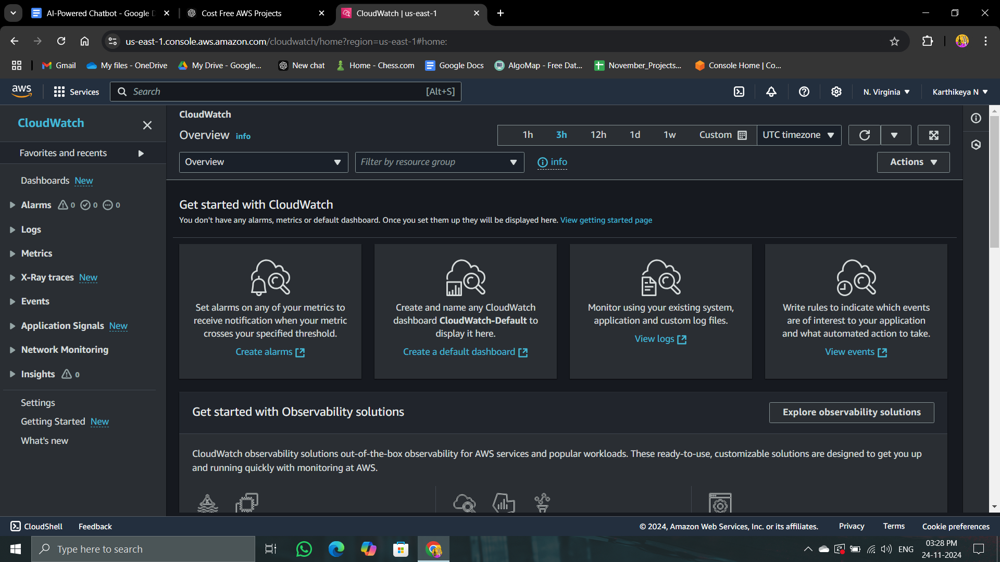 AI-Powered Chatbot - Google D
Cost Free AWS Projects
CloudWatch | us-east-1
us-east-1.console.aws.amazon.com/cloudwatch/home?region=us-east-1#home:
Gmail
My files - OneDrive
My Drive - Google...
New chat
Home - Chess.com
Google Docs
AlgoMap - Free Dat...
November_Projects...
Console Home | Co...
aws
Services
Search
[Alt+S]
N. Virginia
Karthikeya N
CloudWatch
Favorites and recents
Dashboards New
Alarms 0 0 0
Logs
Metrics
X-Ray traces New
Events
Application Signals New
Network Monitoring
Insights 0
Settings
Getting Started New
What's new
CloudWatch
Overview info
1h 3h 12h 1d 1w Custom UTC timezone
Overview
Filter by resource group
info
Actions
Get started with CloudWatch
You don't have any alarms, metrics or default dashboard. Once you set them up they will be displayed here. View getting started page
Set alarms on any of your metrics to
receive notification when your metric
crosses your specified threshold.
Create alarms
Create and name any CloudWatch
dashboard CloudWatch-Default to
display it here.
Create a default dashboard
Monitor using your existing system,
application and custom log files.
View logs
Write rules to indicate which events
are of interest to your application
and what automated action to take.
View events
Get started with Observability solutions
Explore observability solutions
CloudWatch observability solutions out-of-the-box observability for AWS services and popular workloads. These ready-to-use, customizable solutions are designed to get you up
and running quickly with monitoring at AWS.
CloudShell
Feedback
© 2024, Amazon Web Services, Inc. or its affiliates.
Privacy
Terms
Cookie preferences
Type here to search
ENG
03:28 PM
24-11-2024